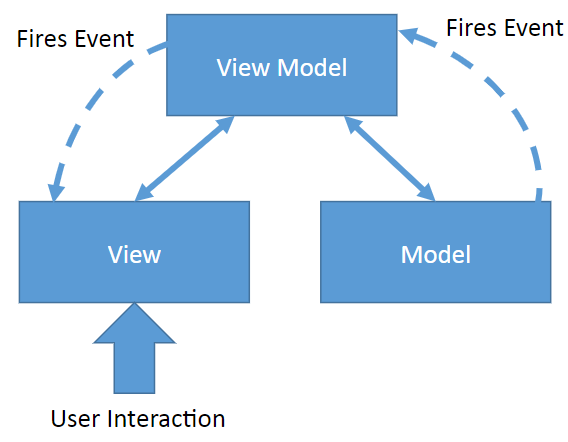 Fires Event
Fires Event
View Model
View
Model
User Interaction